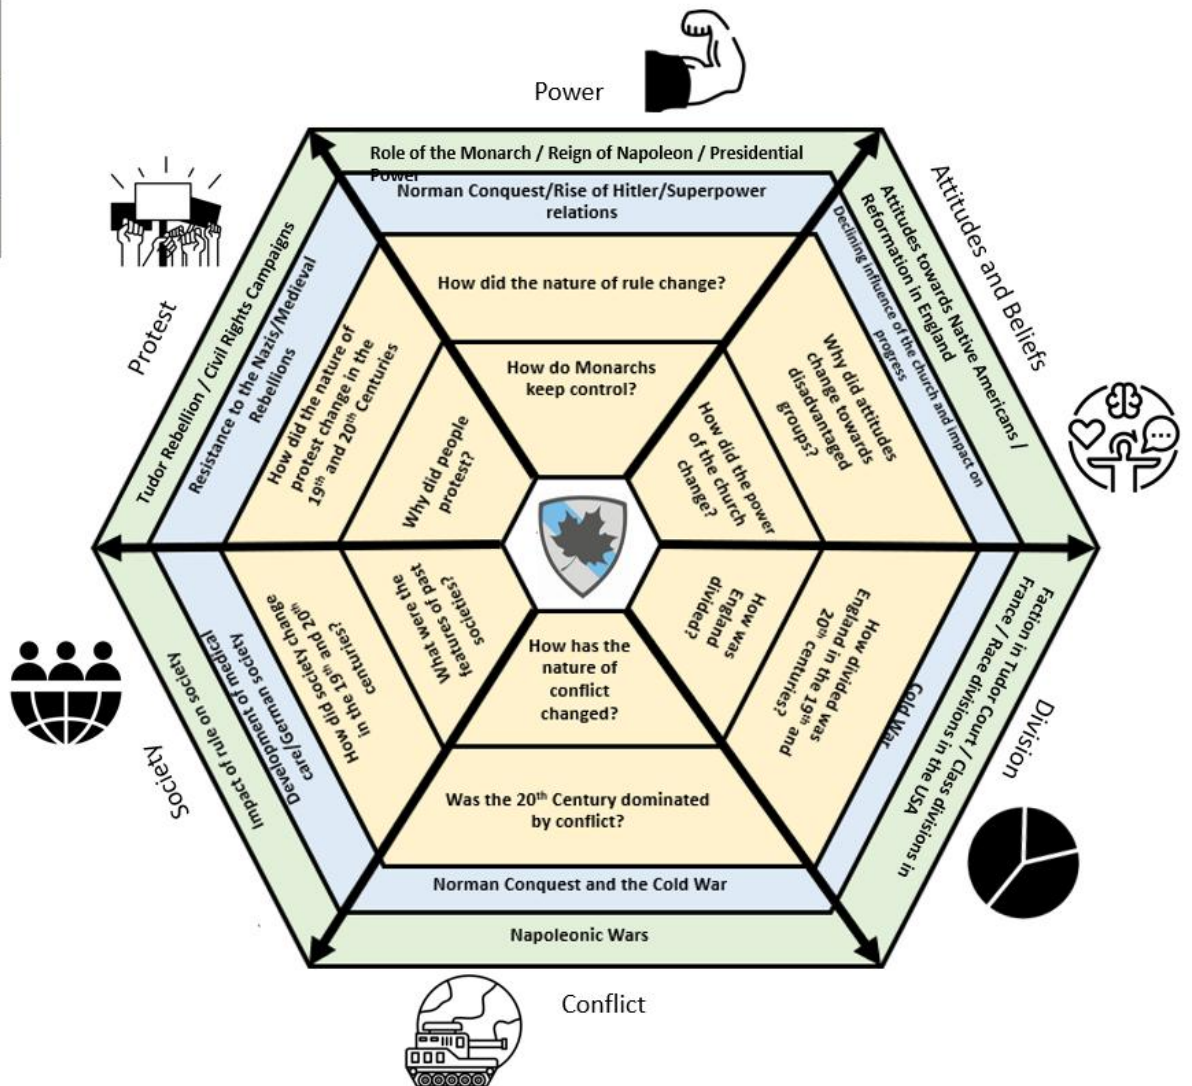 Power
Role of the Monarch / Reign of Napoleon / Presidential
Power
Norman Conquest/Rise of Hitler/Superpower
relations
How did the nature of rule change?
How do Monarchs
keep control?
Attitudes and Beliefs
Attitudes towards Native Americans /
Reformation in England
Declining influence of the church and impact on
progress
Why did attitudes
change towards
disadvantaged
groups?
How did the power
of the church
change?
Division
Faction in Tudor Court / Class divisions in
France / Race divisions in the USA
Cold War
How divided was
England in the 19th and
20th centuries?
How was
England
divided?
Conflict
Napoleonic Wars
Norman Conquest and the Cold War
Was the 20th Century dominated
by conflict?
How has the
nature of
conflict
changed?
Society
Impact of rule on society
Development of medical
care/German society
How did society change
in the 19th and 20th
centuries?
What were the
features of past
societies?
Protest
Tudor Rebellion / Civil Rights Campaigns
Resistance to the Nazis/Medieval
Rebellions
How did the nature of
protest change in the
19th and 20th Centuries
Why did people
protest?